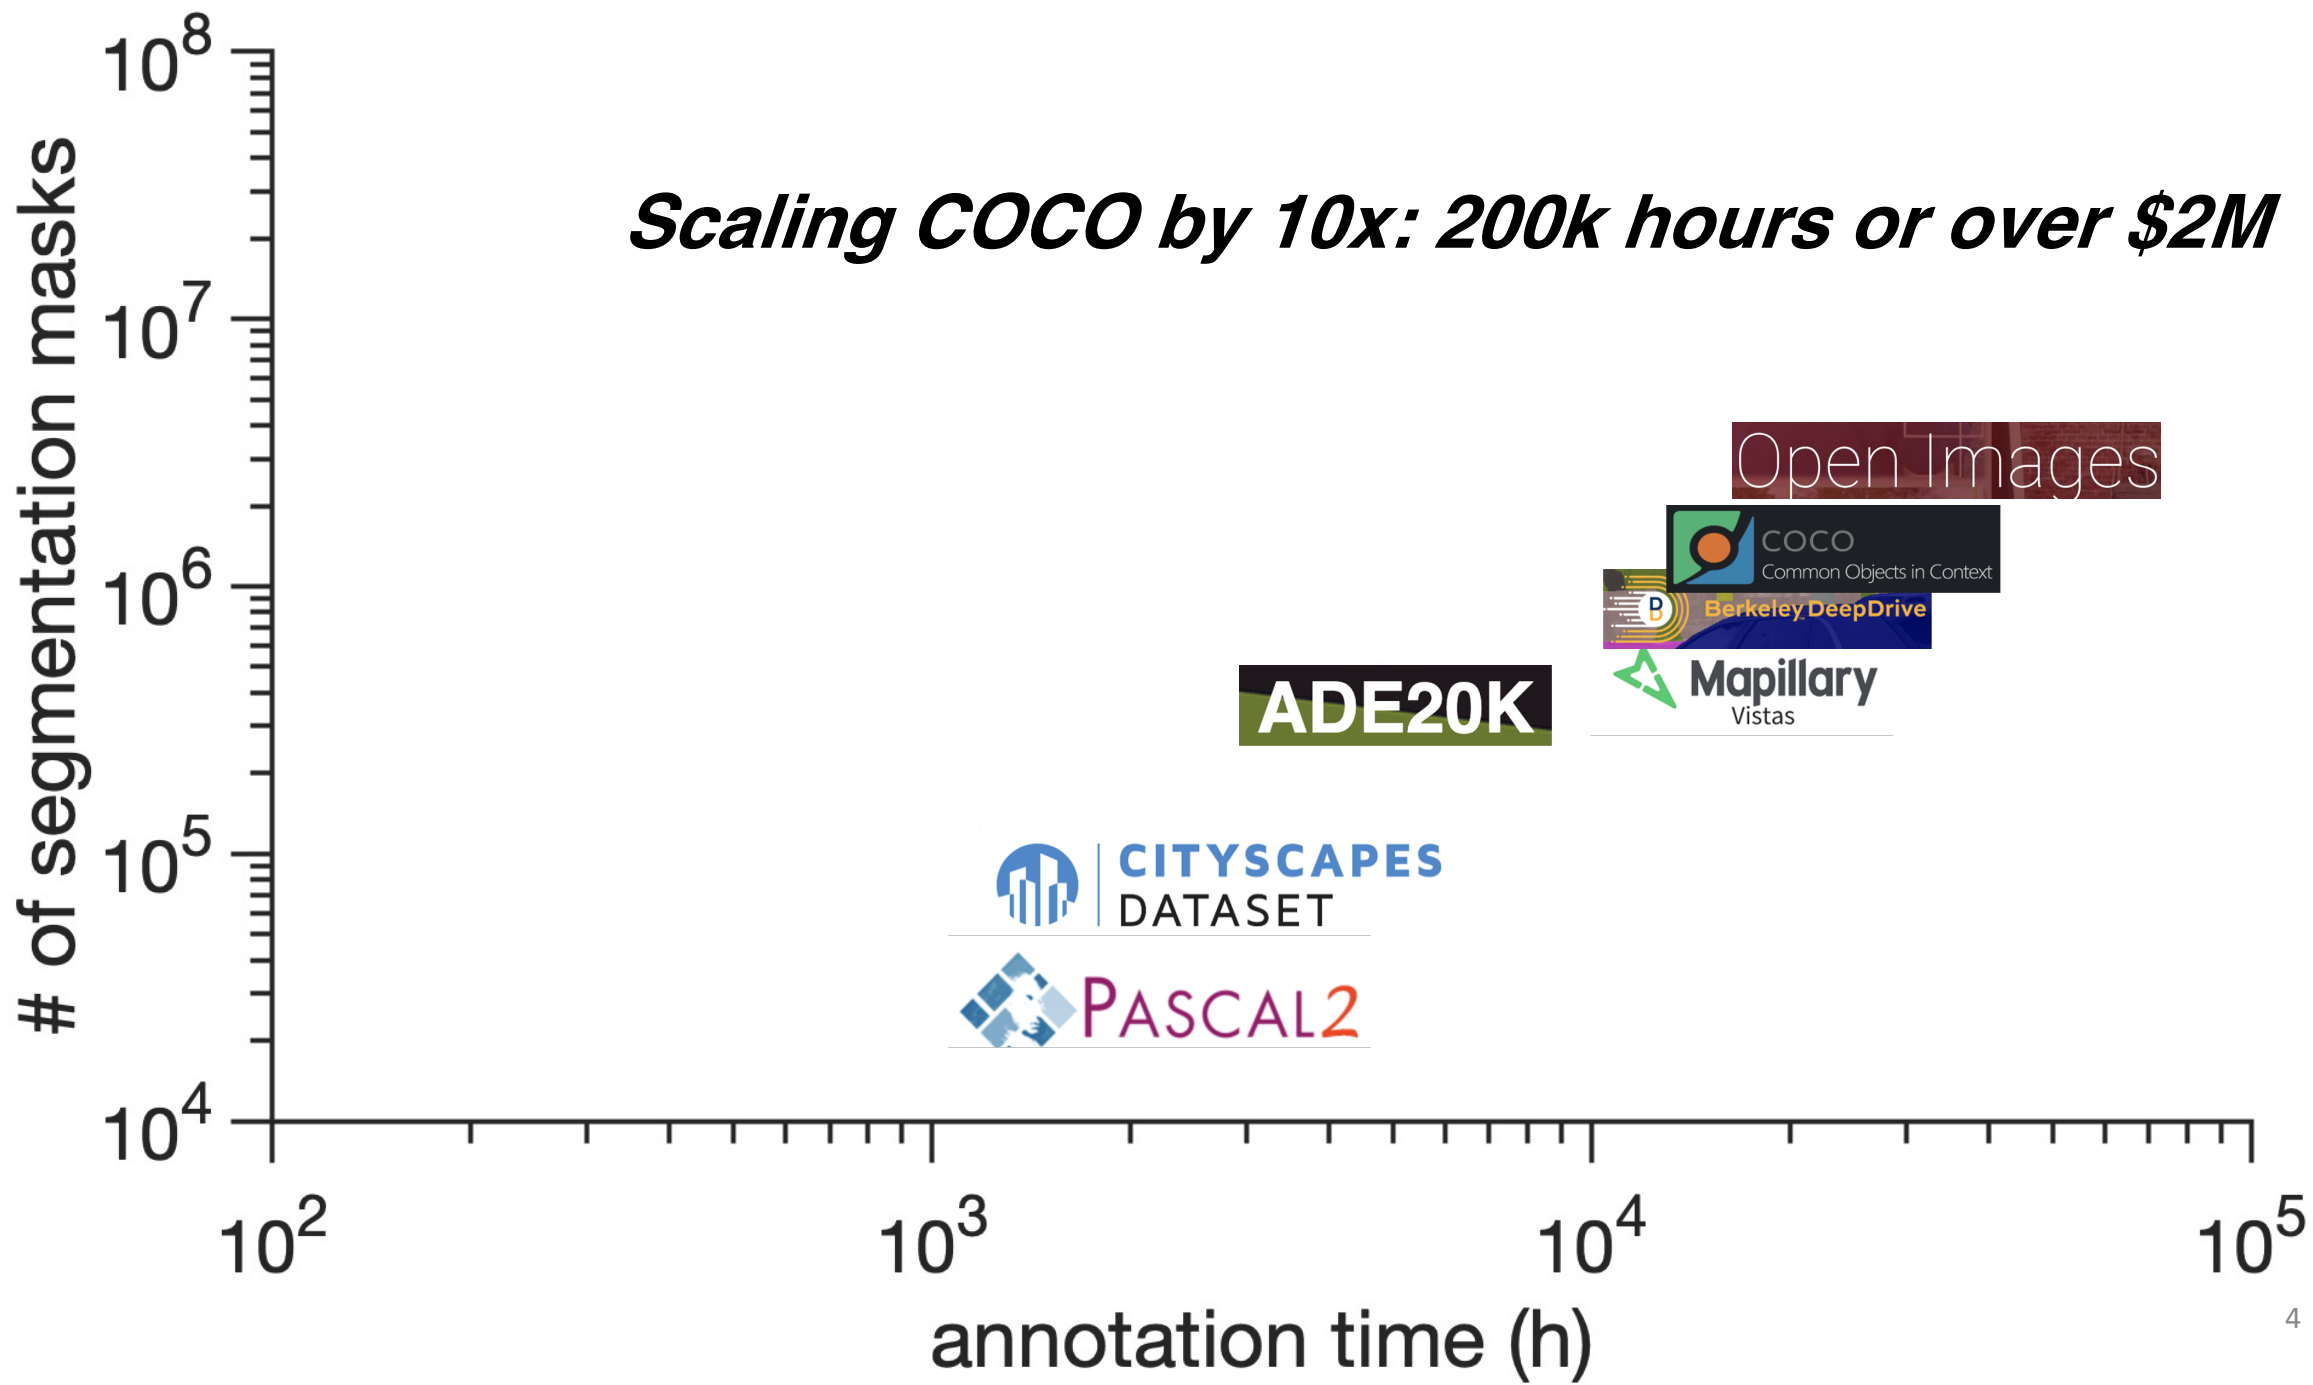 10^8
Scaling COCO by 10x: 200k hours or over $2M
10^7
Open Images
COCO
Common Objects in Context
10^6
B
D
Berkeley DeepDrive
Mapillary
Vistas
ADE20K
10^5
CITYSCAPES
DATASET
PASCAL2
10^4
# of segmentation masks
10^2 10^3 10^4 10^5
annotation time (h)
4